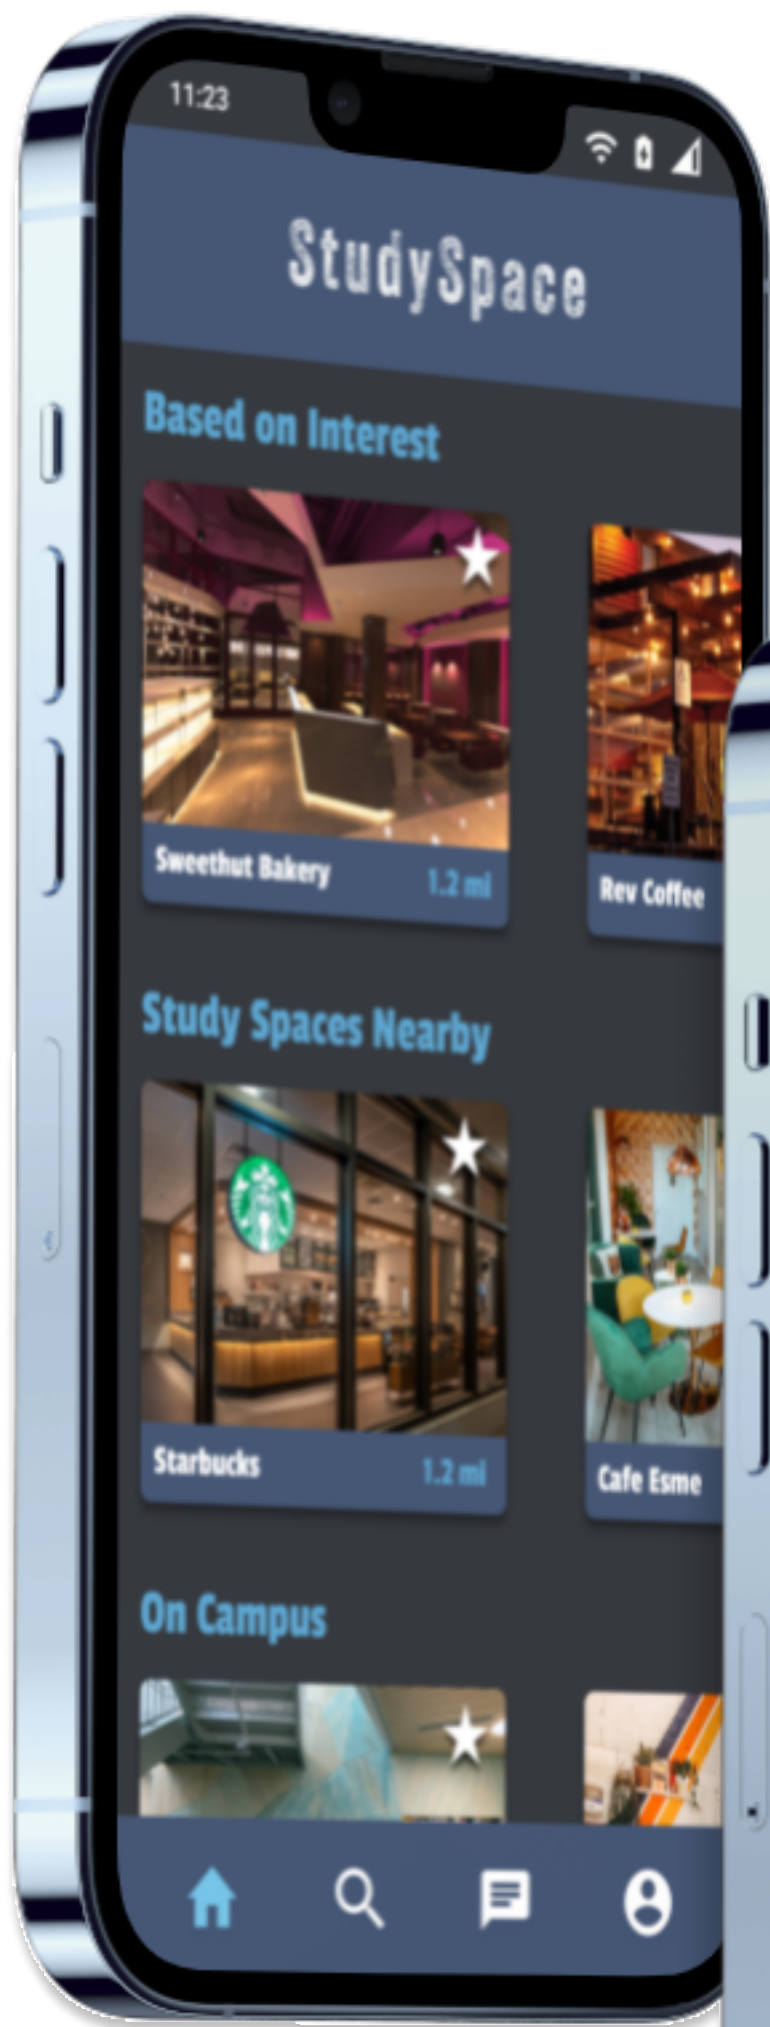 11:23
StudySpace
Based on Interest
Sweethut Bakery
1.2 mi
Rev Coffee
Study Spaces Nearby
Starbucks
1.2 mi
Cafe Esme
On Campus